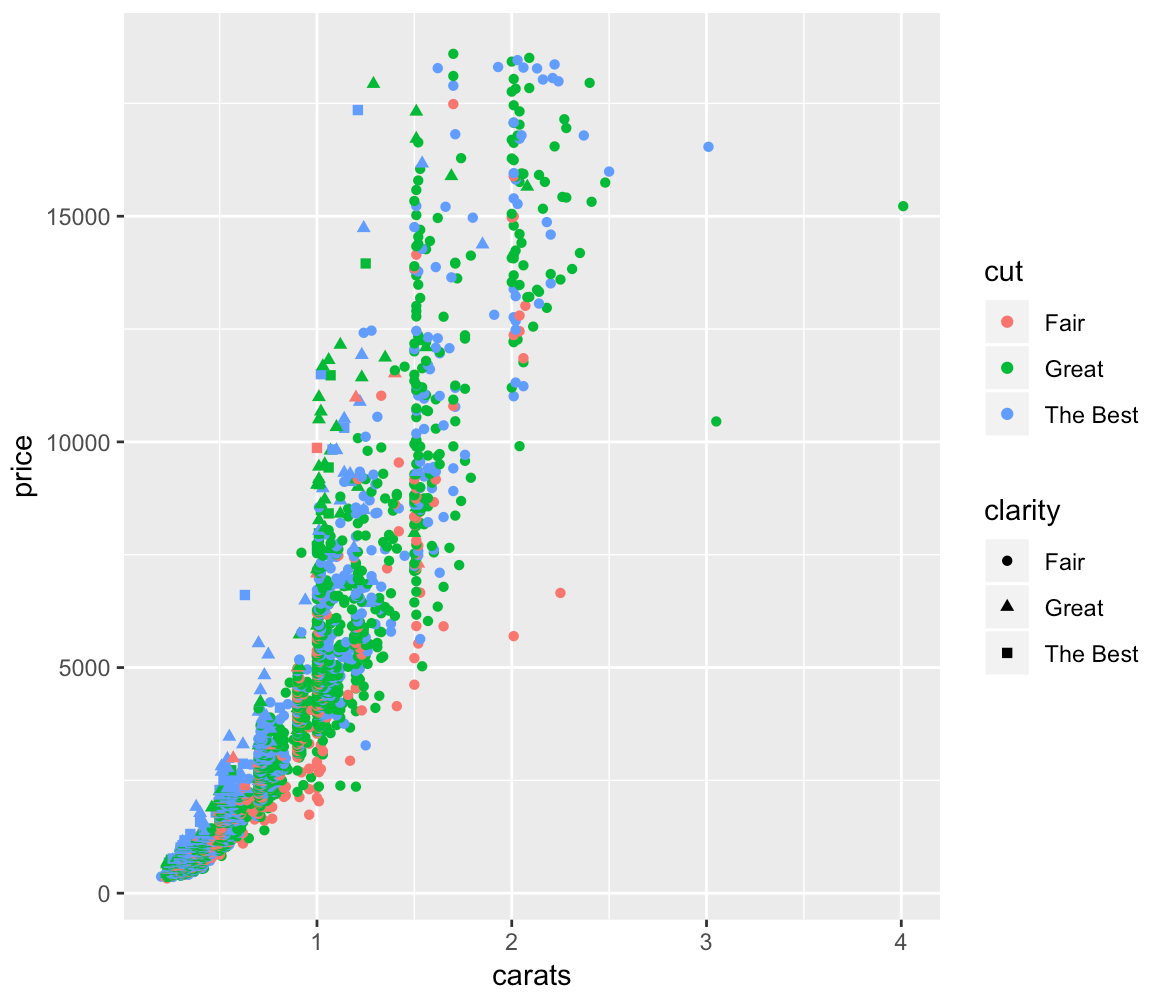 price
15000
10000
5000
0
1
2
3
4
carats
cut
Fair
Great
The Best
clarity
Fair
Great
The Best